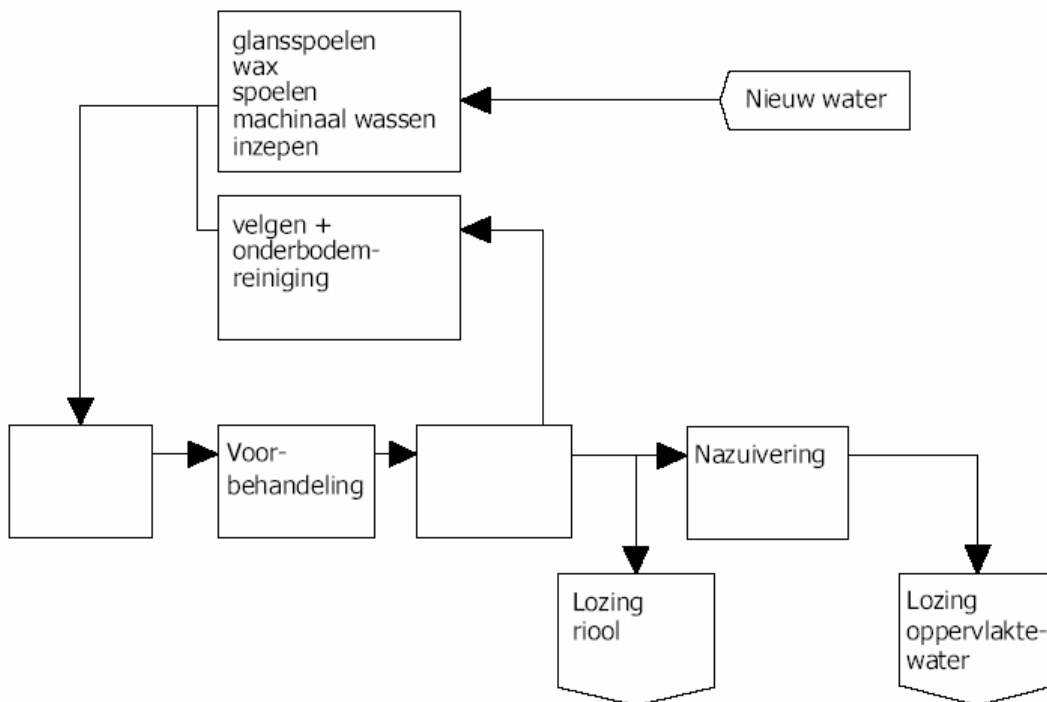 glansspoelen
wax
spoelen
machinaal wassen
inzepen
Nieuw water
velgen +
onderbodem-
reiniging
Voor-
behandeling
Nazuivering
Lozing
riool
Lozing
oppervlakte-
water